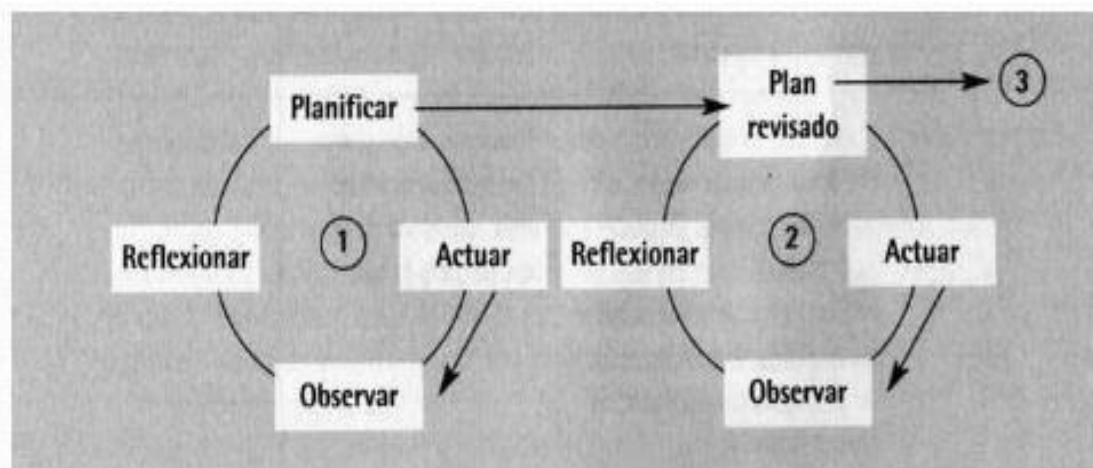 Planificar
Plan
revisado
3
Reflexionar
1
Actuar
Reflexionar
2
Actuar
Observar
Observar